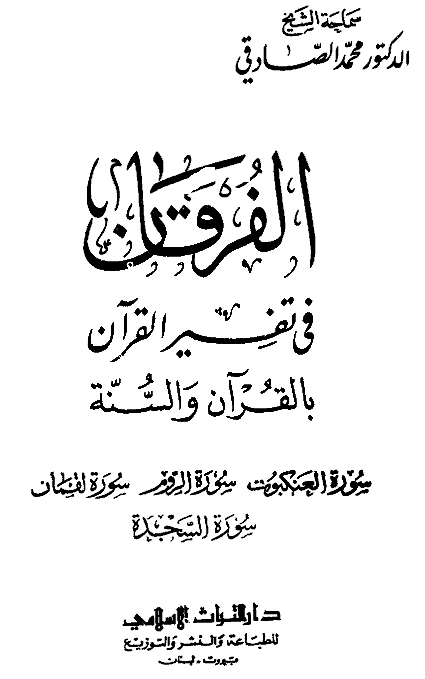 سماحة الشيخ
الدكتور محمد الصادقي
الفرقان
في تفسير القرآن
بالقرآن والسنة
سورة العنكبوت سورة الروم سورة لقمان
سورة السجدة
دار التراث الإسلامي
للطباعة والنشر والتوزيع
بيروت - لبنان